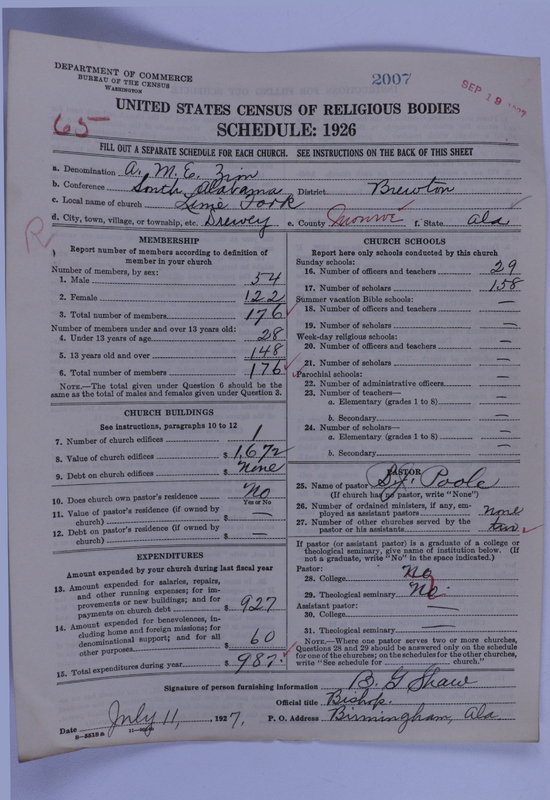 DEPARTMENT OF COMMERCE
BUREAU OF THE CENSUS
WASHINGTON
2007
SEP 19
UNITED STATES CENSUS OF RELIGIOUS BODIES
SCHEDULE: 1926
65
FILL OUT A SEPARATE SCHEDULE FOR EACH CHURCH. SEE INSTRUCTIONS ON THE BACK OF THIS SHEET
a. Denomination A. M. E. Zion
b. Conference South Alabama District Brewton
c. Local name of church Lime Fork
d. City, town, village, or township, etc. Drewey e. County Monroe f. State Ala
R
MEMBERSHIP
Report number of members according to definition of
member in your church
Number of members, by sex:
1. Male 54
2. Female 122
3. Total number of members 176
Number of members under and over 13 years old:
4. Under 13 years of age 28
5. 13 years old and over 148
6. Total number of members 176
NOTE.—The total given under Question 6 should be the
same as the total of males and females given under Question 3.
CHURCH BUILDINGS
See instructions, paragraphs 10 to 12
7. Number of church edifices 1
8. Value of church edifices $ 1,672
9. Debt on church edifices $ None
10. Does church own pastor's residence No
Yes or No
11. Value of pastor's residence (if owned by
church) $ —
12. Debt on pastor's residence (if owned by
church) $ —
EXPENDITURES
Amount expended by your church during last fiscal year
13. Amount expended for salaries, repairs,
and other running expenses; for im-
provements or new buildings; and for
payments on church debt $ 927
14. Amount expended for benevolences, in-
cluding home and foreign missions; for
denominational support; and for all
other purposes $ 60
15. Total expenditures during year $ 987.
CHURCH SCHOOLS
Report here only schools conducted by this church
Sunday schools:
16. Number of officers and teachers 29
17. Number of scholars 158
Summer vacation Bible schools:
18. Number of officers and teachers —
19. Number of scholars —
Week-day religious schools:
20. Number of officers and teachers —
21. Number of scholars —
Parochial schools:
22. Number of administrative officers —
23. Number of teachers—
a. Elementary (grades 1 to 8) —
b. Secondary —
24. Number of scholars—
a. Elementary (grades 1 to 8) —
b. Secondary —
PASTOR
25. Name of pastor Poole
(If church has no pastor, write "None")
26. Number of ordained ministers, if any, em-
ployed as assistant pastors None
27. Number of other churches served by the
pastor or his assistants
If pastor (or assistant pastor) is a graduate of a college or
theological seminary, give name of institution below. (If
not a graduate, write "No" in the space indicated.)
Pastor:
28. College No
29. Theological seminary No.
Assistant pastor:
30. College —
31. Theological seminary —
NOTE.—Where one pastor serves two or more churches,
Questions 28 and 29 should be answered only on the schedule
for one of the churches; on the schedules for the other churches,
write "See schedule for church."
Signature of person furnishing information B. G Shaw
Official title Bishop.
Date July 11, 1927. P. O. Address Birmingham, Ala.
8—5518 a